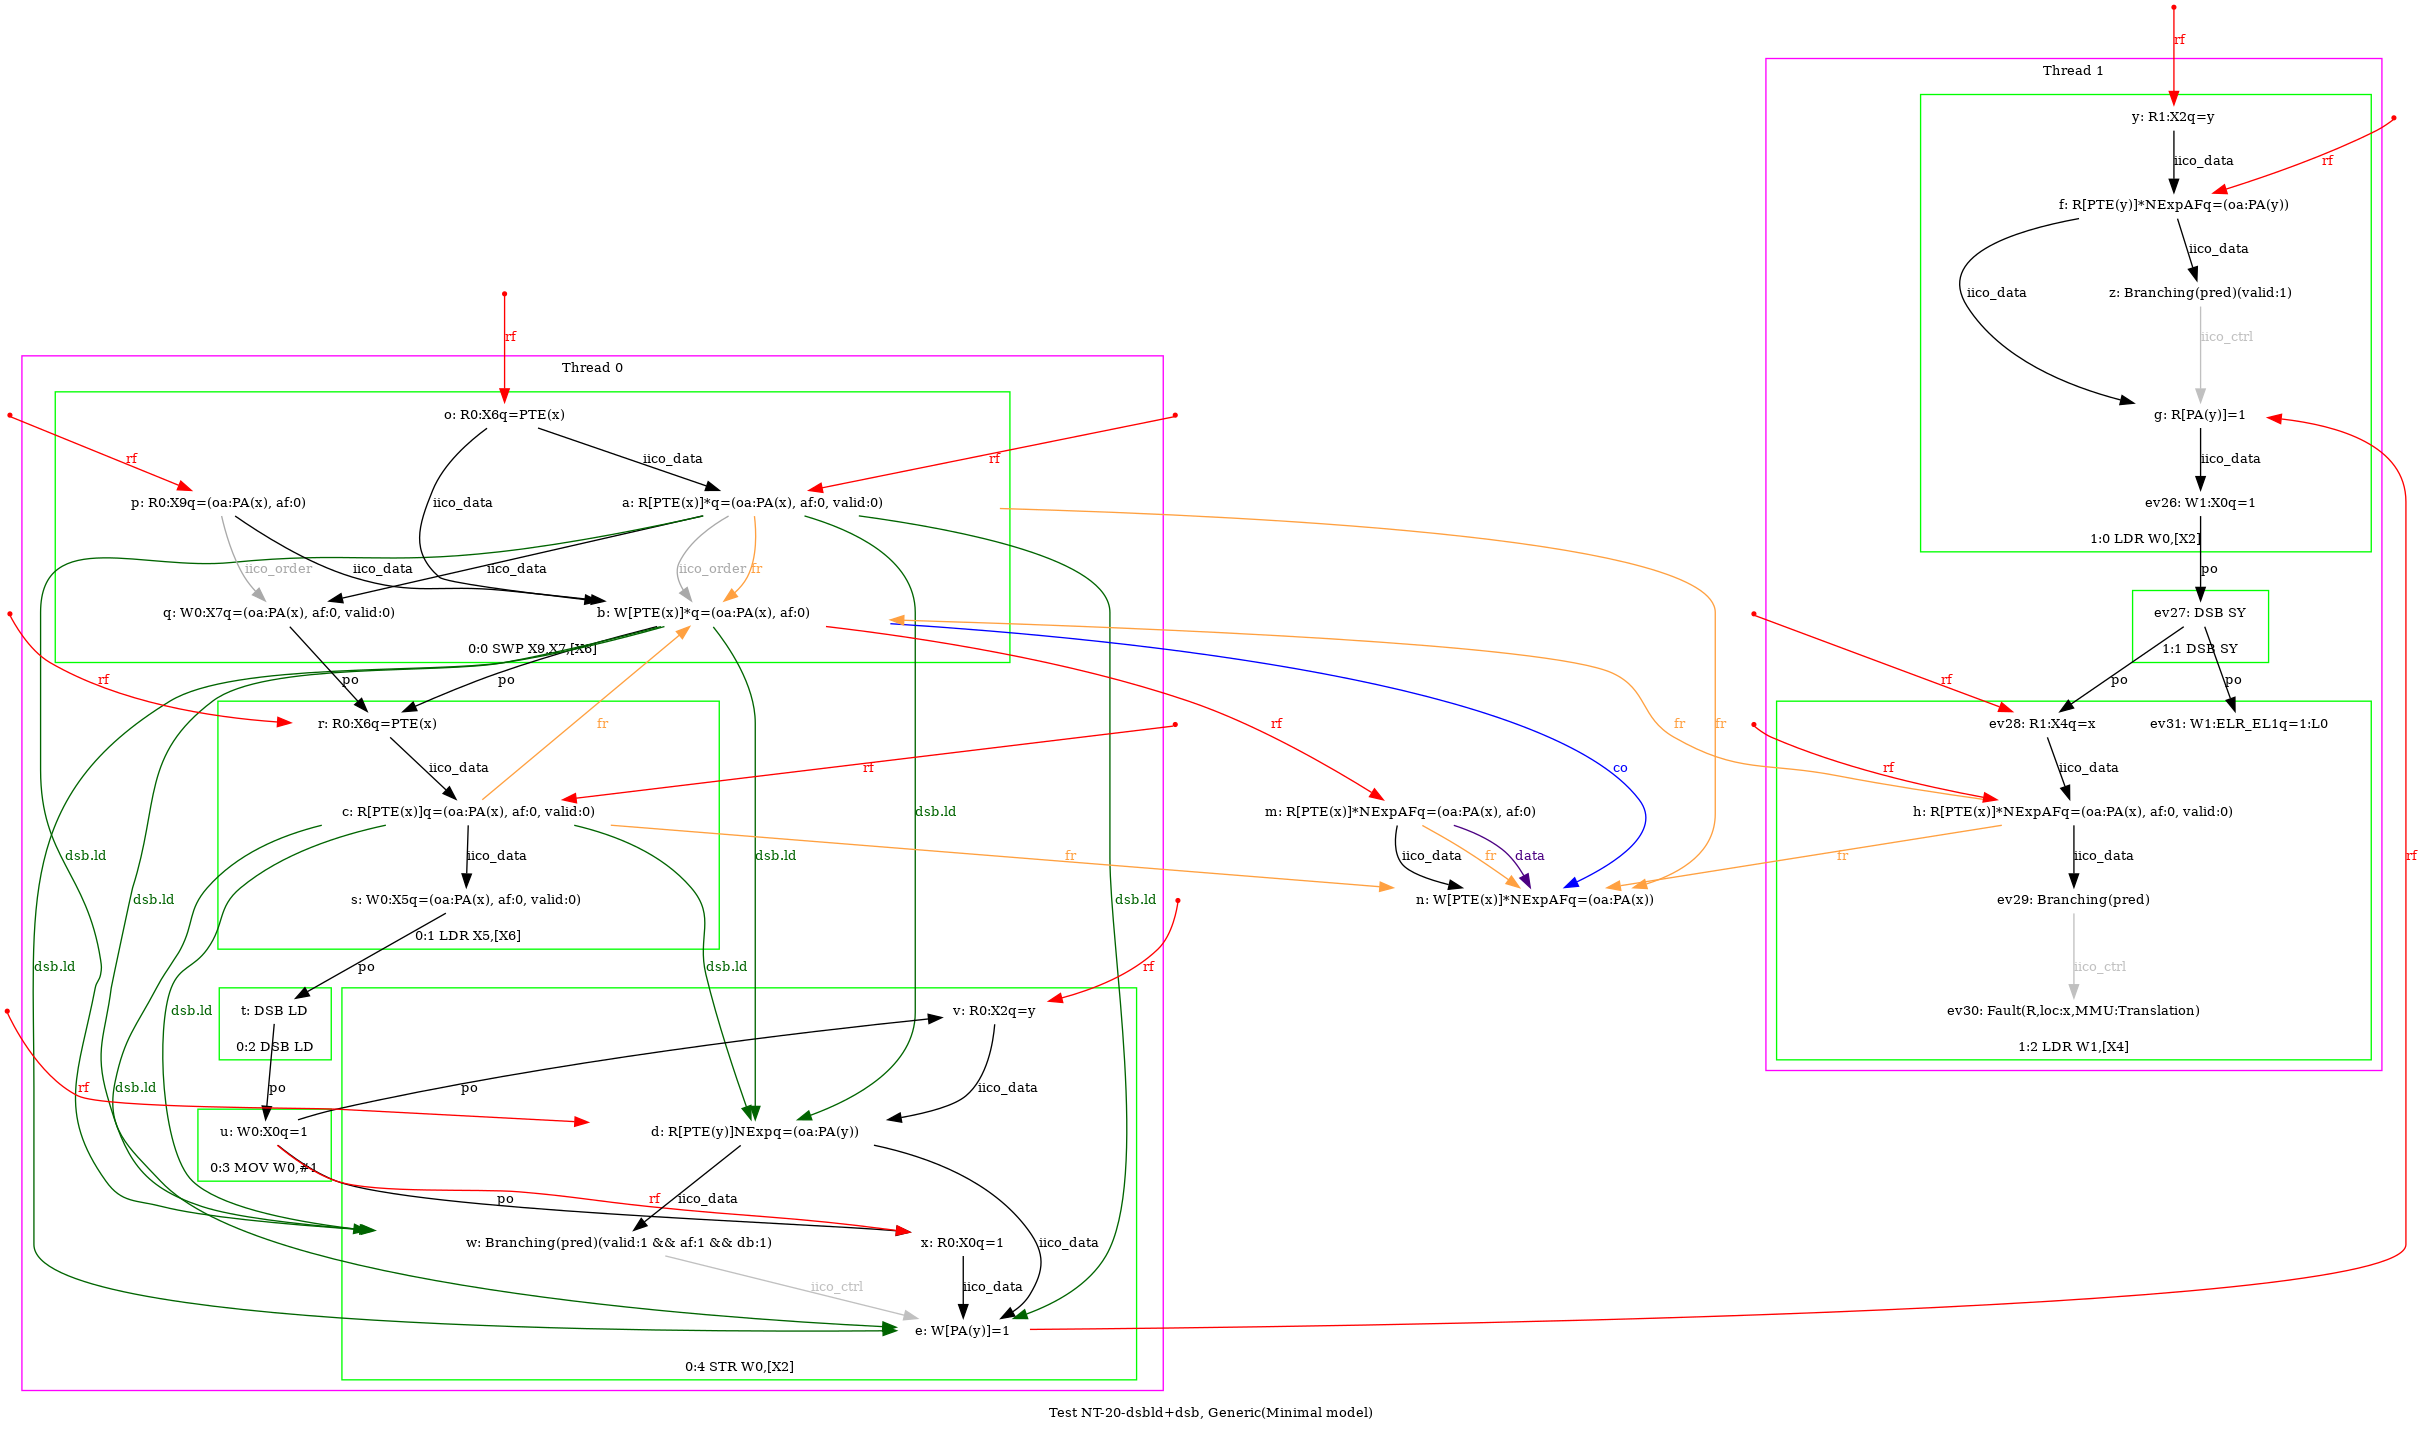 rf
Thread 1
y: R1:X2q=y
iico_data
rf
f: R[PTE(y)]*NExpAFq=(oa:PA(y))
iico_data
iico_data
z: Branching(pred)(valid:1)
rf
iico_ctrl
Thread 0
o: R0:X6q=PTE(x)
g: R[PA(y)]=1
rf
iico_data
rf
iico_data
p: R0:X9q=(oa:PA(x), af:0)
iico_data
a: R[PTE(x)]*q=(oa:PA(x), af:0, valid:0)
ev26: W1:X0q=1
1:0 LDR W0,[X2]
iico_order
iico_data
iico_data
iico_order
fr
po
q: W0:X7q=(oa:PA(x), af:0, valid:0)
b: W[PTE(x)]*q=(oa:PA(x), af:0)
ev27: DSB SY
0:0 SWP X9,X7,[X6]
1:1 DSB SY
rf
po
po
rf
po
po
r: R0:X6q=PTE(x)
fr
rf
fr
fr
ev28: R1:X4q=x
ev31: W1:ELR_EL1q=1:L0
iico_data
rf
co
rf
iico_data
c: R[PTE(x)]q=(oa:PA(x), af:0, valid:0)
dsb.ld
m: R[PTE(x)]*NExpAFq=(oa:PA(x), af:0)
h: R[PTE(x)]*NExpAFq=(oa:PA(x), af:0, valid:0)
dsb.ld
iico_data
dsb.ld
fr
iico_data
fr
data
fr
iico_data
rf
dsb.ld
s: W0:X5q=(oa:PA(x), af:0, valid:0)
dsb.ld
n: W[PTE(x)]*NExpAFq=(oa:PA(x))
ev29: Branching(pred)
0:1 LDR X5,[X6]
dsb.ld
po
dsb.ld
rf
iico_ctrl
dsb.ld
t: DSB LD
v: R0:X2q=y
ev30: Fault(R,loc:x,MMU:Translation)
0:2 DSB LD
1:2 LDR W1,[X4]
rf
dsb.ld
po
po
iico_data
u: W0:X0q=1
d: R[PTE(y)]NExpq=(oa:PA(y))
0:3 MOV W0,#1
po
rf
iico_data
w: Branching(pred)(valid:1 && af:1 && db:1)
x: R0:X0q=1
iico_data
iico_ctrl
iico_data
e: W[PA(y)]=1
0:4 STR W0,[X2]
Test NT-20-dsbld+dsb, Generic(Minimal model)